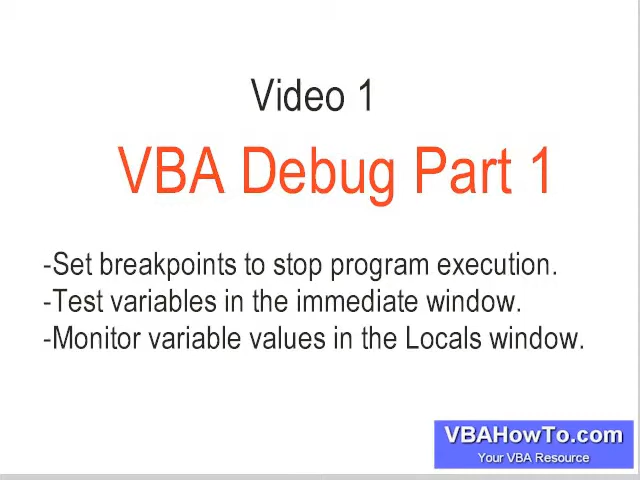 Video 1
VBA Debug Part 1
-Set breakpoints to stop program execution.
-Test variables in the immediate window.
-Monitor variable values in the Locals window.
VBAHowTo.com
Your VBA Resource